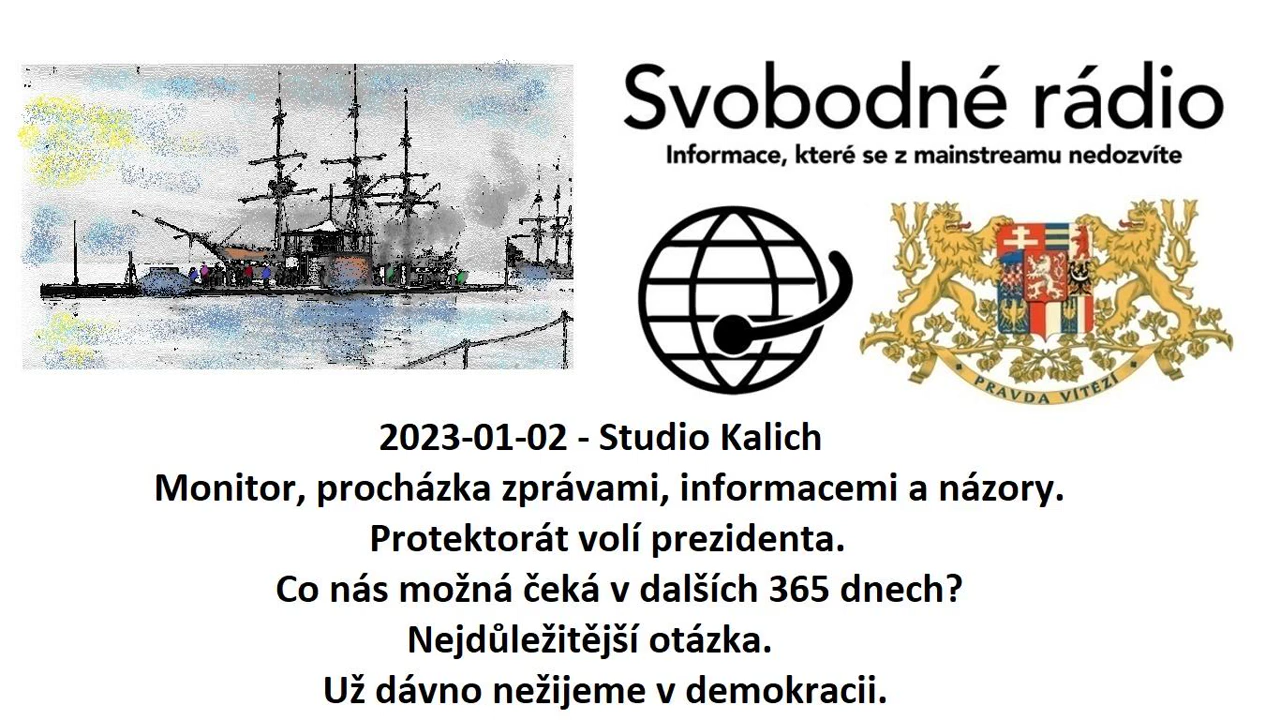 Svobodné rádio
Informace, které se z mainstreamu nedozvíte
PRAVDA VÍTĚZÍ
2023-01-02 - Studio Kalich
Monitor, procházka zprávami, informacemi a názory.
Protektorát volí prezidenta.
Co nás možná čeká v dalších 365 dnech?
Nejdůležitější otázka.
Už dávno nežijeme v demokracii.